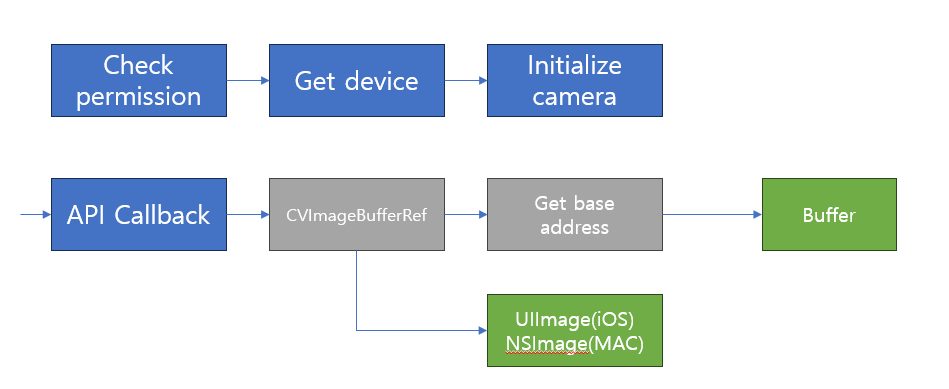 Check
permission
Get device
Initialize
camera
API Callback
CVImageBufferRef
Get base
address
Buffer
UIImage(iOS)
NSImage(MAC)